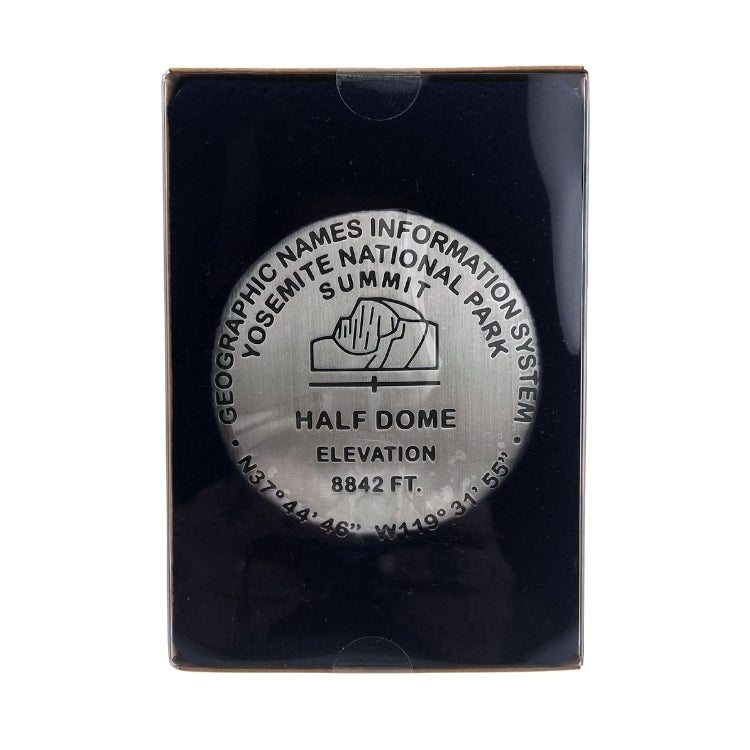 GEOGRAPHIC NAMES INFORMATION SYSTEM
YOSEMITE NATIONAL PARK
SUMMIT
HALF DOME
ELEVATION
8842 FT.
• N37°44'46” W119°31'55” •